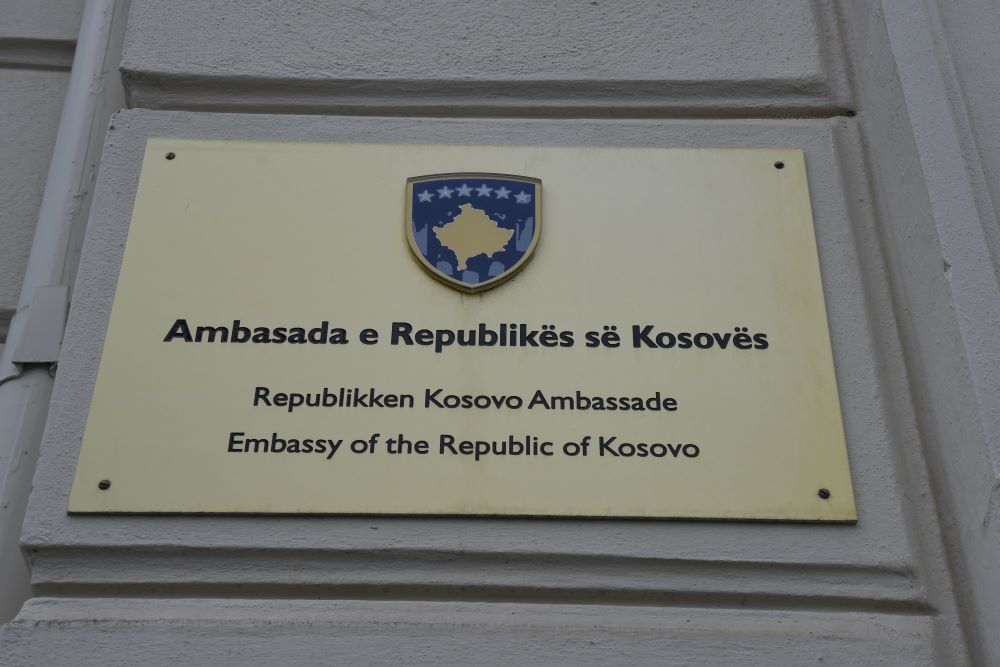 Ambasada e Republikës së Kosovës
Republikken Kosovo Ambassade
Embassy of the Republic of Kosovo